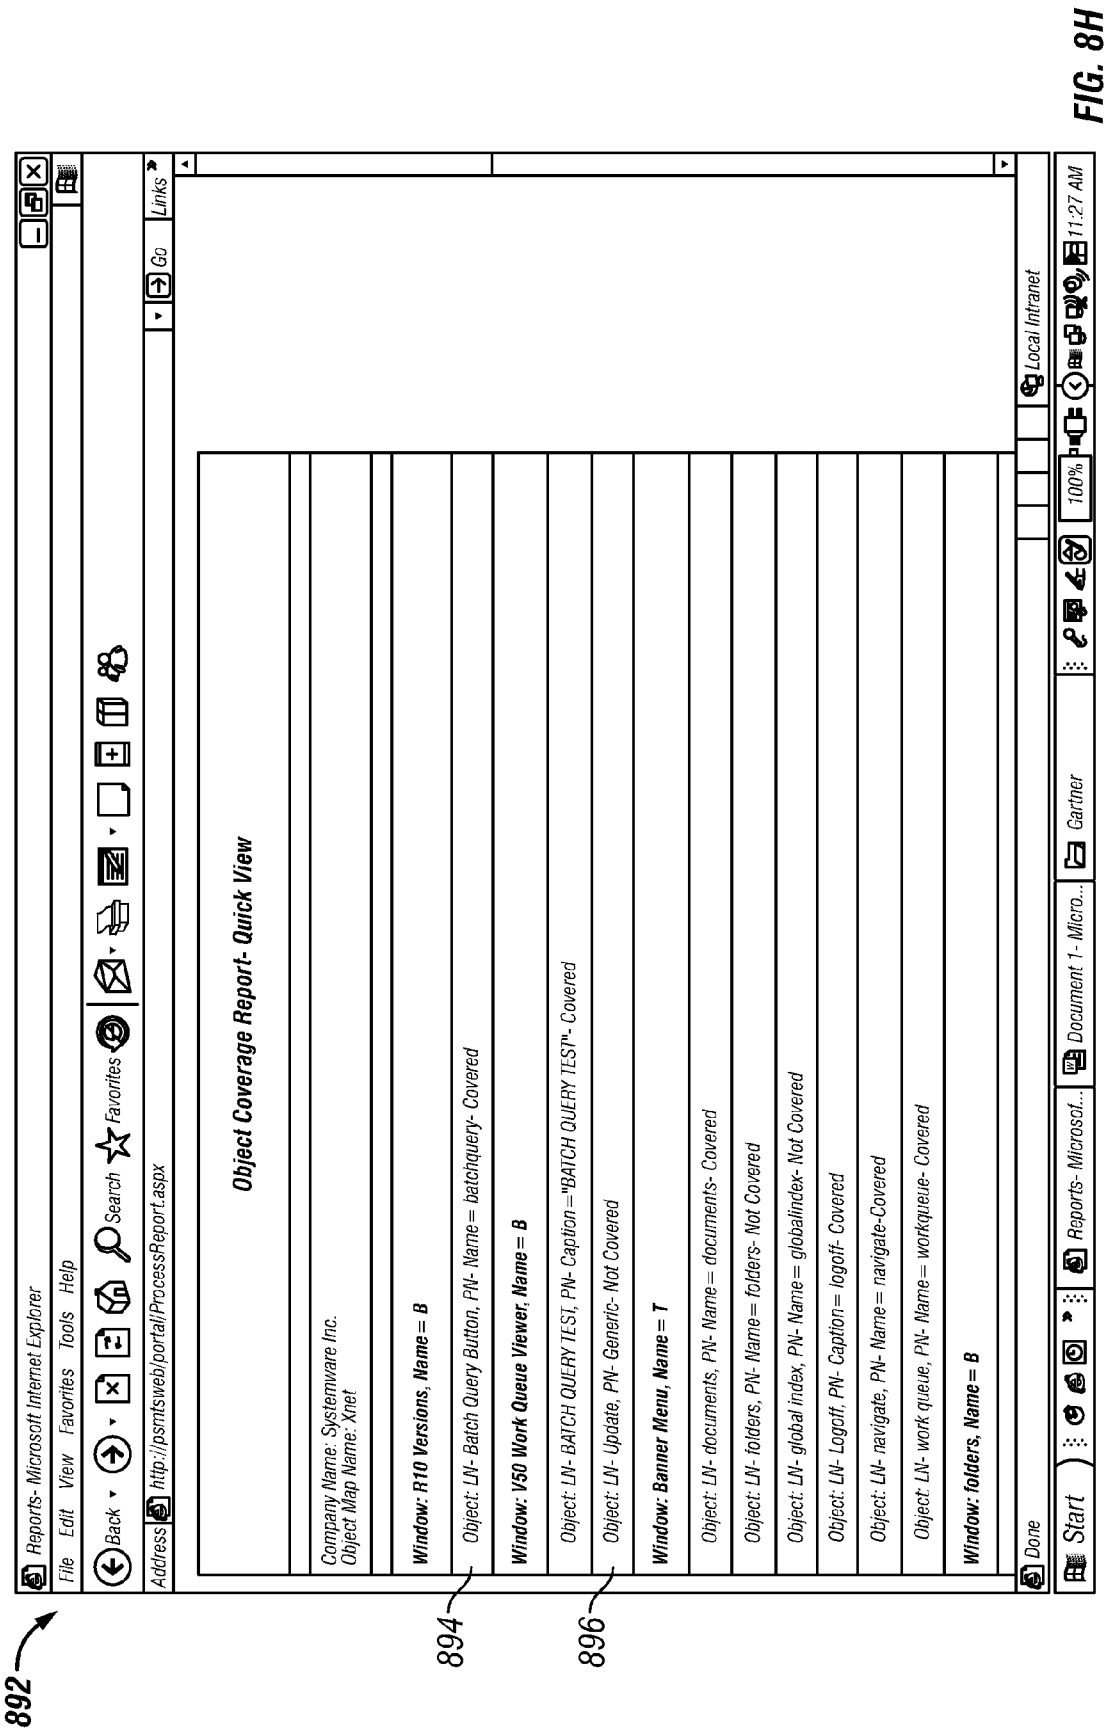 892
Reports- Microsoft Internet Explorer
File Edit View Favorites Tools Help
Back Search Favorites
Address http://psmtsweb/portal/ProcessReport.aspx Go Links »
Object Coverage Report- Quick View
Company Name: Systemware Inc.
Object Map Name: Xnet
Window: R10 Versions, Name = B
894 Object: LN- Batch Query Button, PN- Name = batchquery- Covered
Window: V50 Work Queue Viewer, Name = B
Object: LN- BATCH QUERY TEST, PN- Caption ="BATCH QUERY TEST"- Covered
896 Object: LN- Update, PN- Generic- Not Covered
Window: Banner Menu, Name = T
Object: LN- documents, PN- Name = documents- Covered
Object: LN- folders, PN- Name = folders- Not Covered
Object: LN- global index, PN- Name = globalindex- Not Covered
Object: LN- Logoff, PN- Caption = logoff- Covered
Object: LN- navigate, PN- Name = navigate-Covered
Object: LN- work queue, PN- Name = workqueue- Covered
Window: folders, Name = B
Done Local Intranet
Start » Reports- Microsof... Document 1- Micro... Gartner 100% 11:27 AM
FIG. 8H